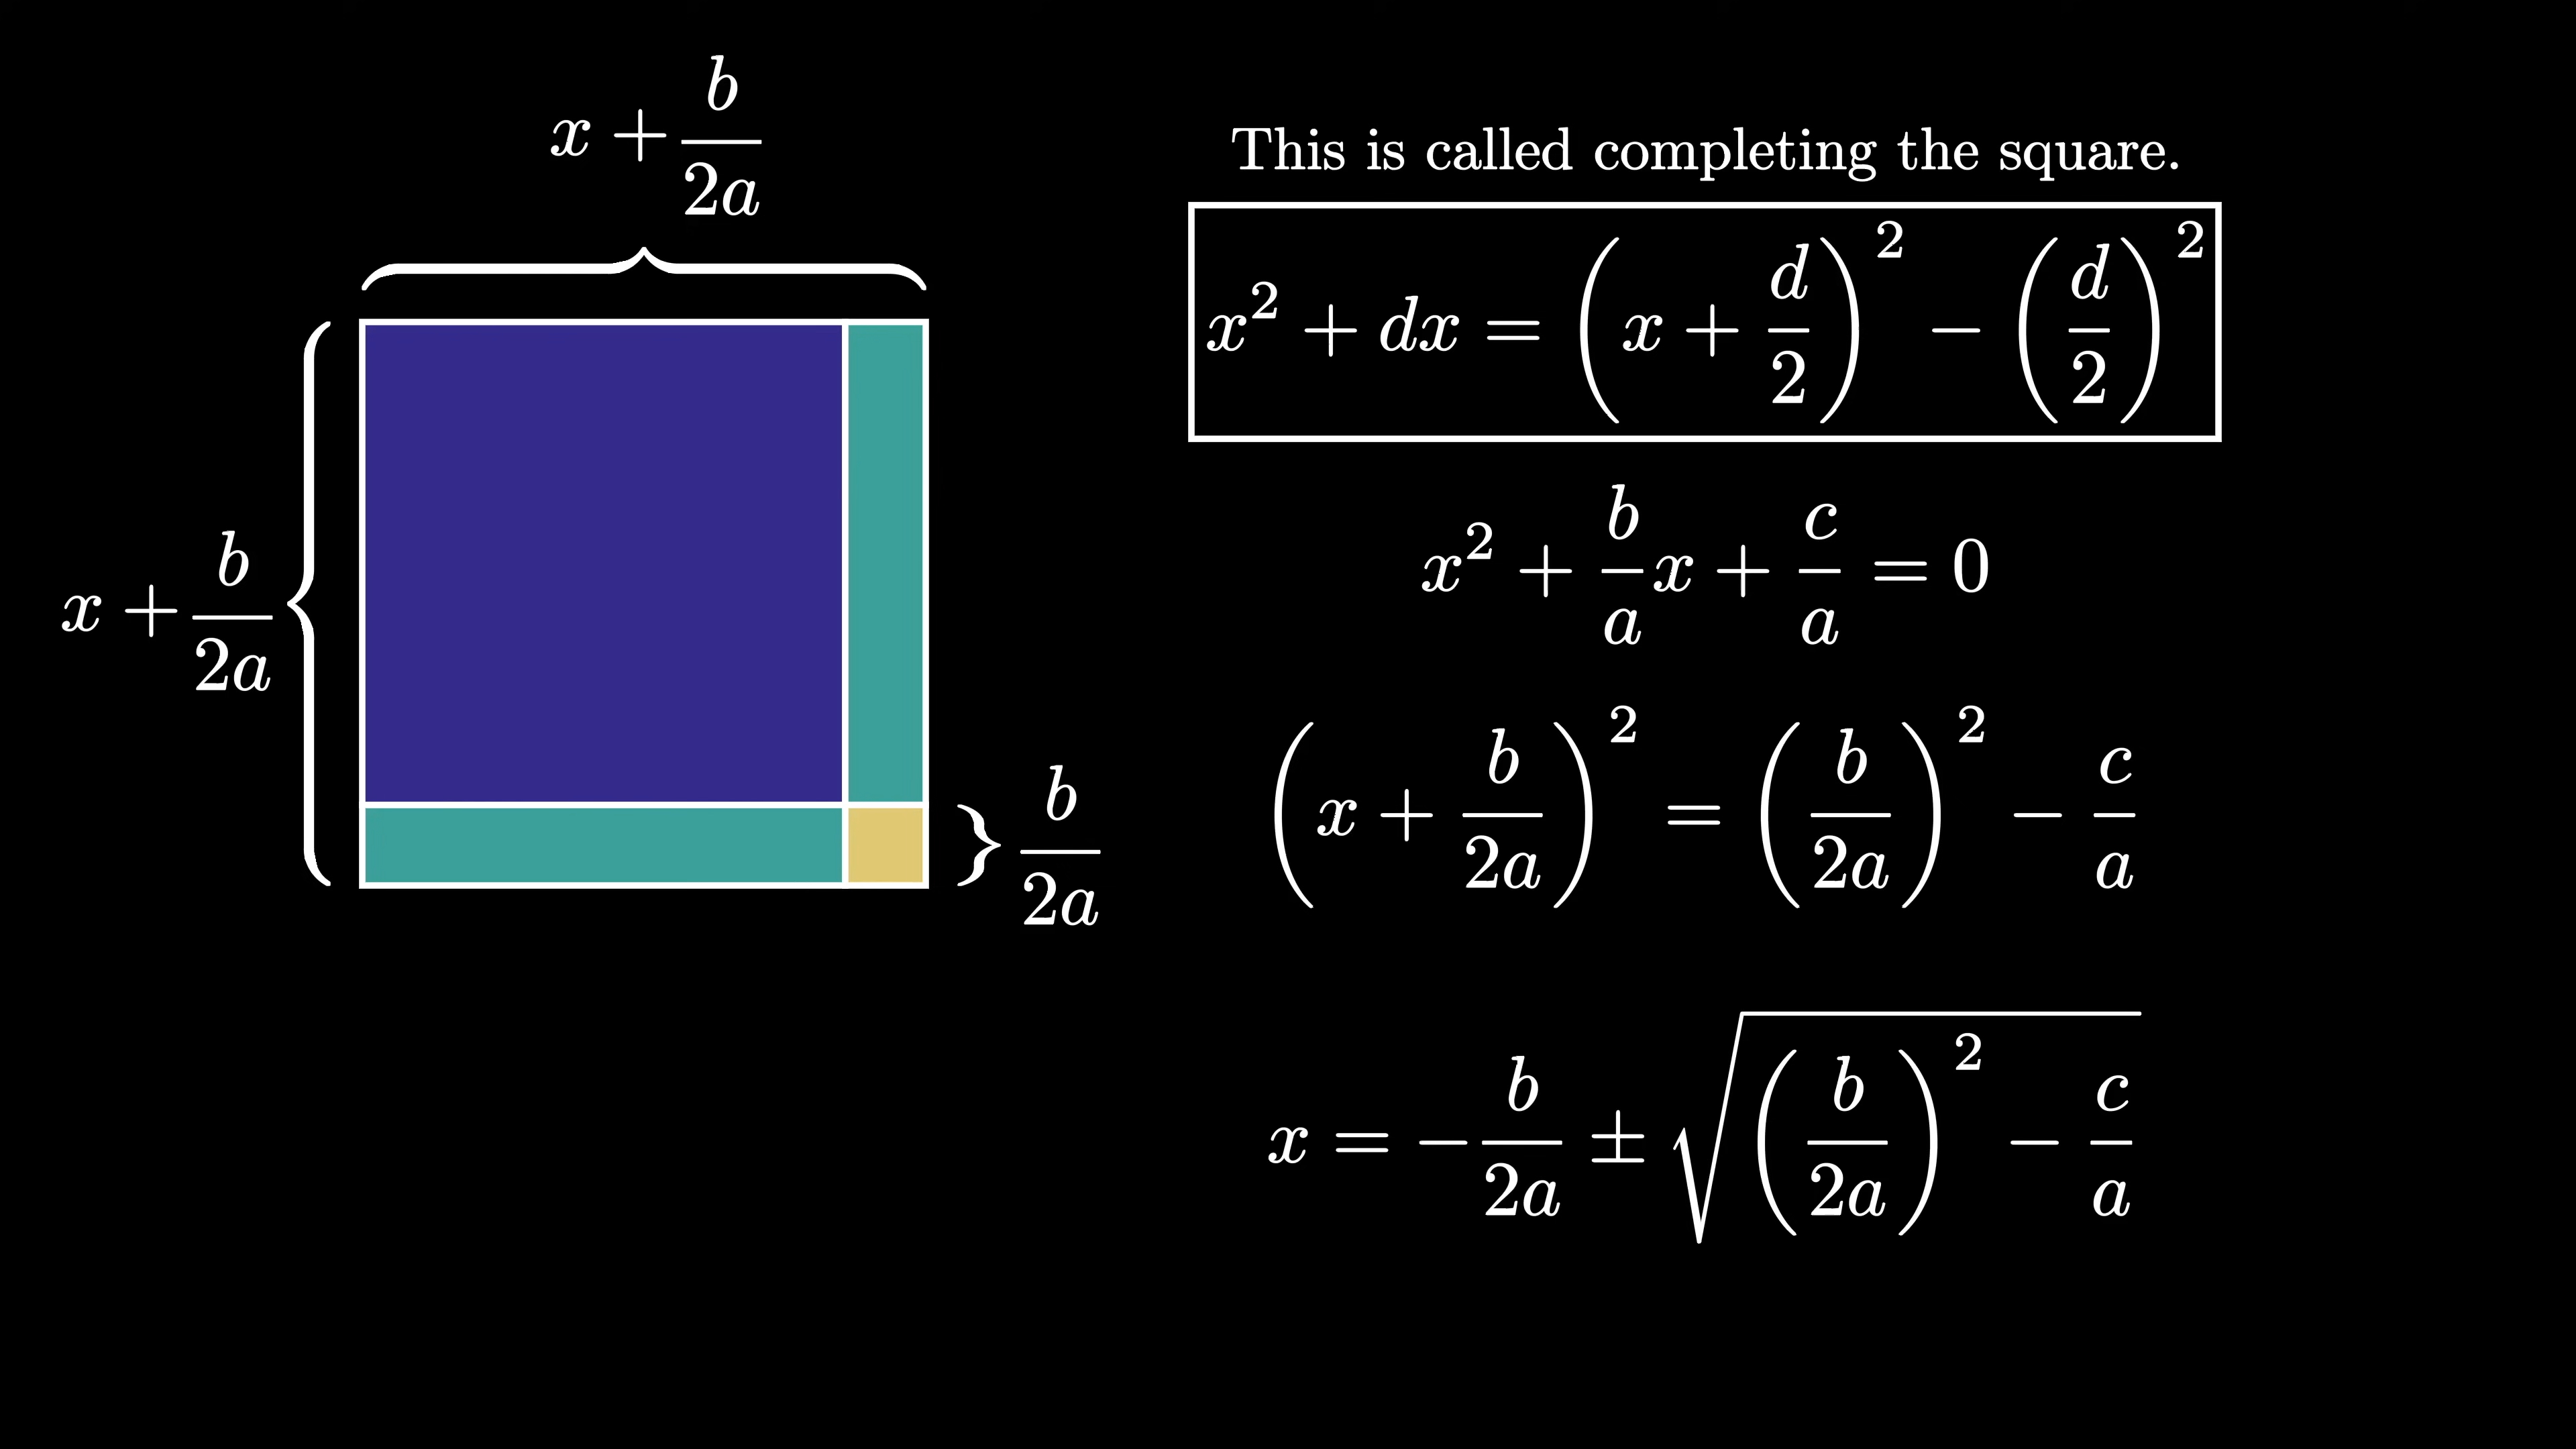 x + b/2a
x + b/2a
b/2a
This is called completing the square.
x² + dx = (x + d/2)² − (d/2)²
x² + b/a x + c/a = 0
(x + b/2a)² = (b/2a)² − c/a
x = −b/2a ± √((b/2a)² − c/a)